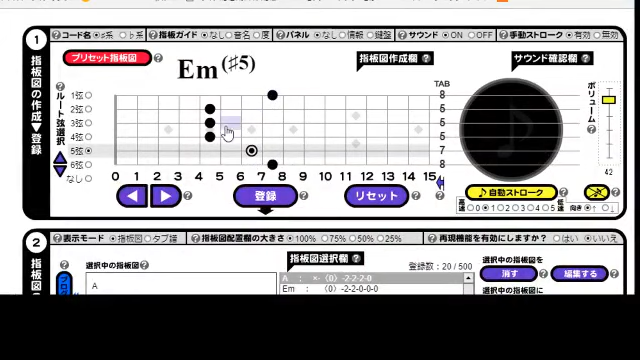 1 ?コード名 ♯系 ♭系 ?指板ガイド なし 音名 度 ?パネル なし 情報 鍵盤 ?サウンド ON OFF ?手動ストローク 有効 無効
指板図の作成▼登録
プリセット指板図 ?
Em(♯5)
指板図作成欄 ?
サウンド確認欄 ?
TAB
ルート弦選択
ボリューム
1弦 8
2弦 5
3弦 5
4弦 5
5弦 7
6弦 8
なし
0 1 2 3 4 5 6 7 8 9 10 11 12 13 14 15
42
登録 ?
リセット ?
自動ストローク ?
高速 0 1 2 3 4 5 低速 向き ↑ ↓
2 ?表示モード 指板図 タブ譜 ?指板図配置欄の大きさ 100% 75% 50% 25% ?再現機能を有効にしますか? はい いいえ
指板図の
選択中の指板図 ?
指板図選択欄 ?
登録数：20 / 500
選択中の指板図を
A
A ： ×-（0）-2-2-2-0
Em ： （0）-2-2-0-0-0
消す ?
編集する ?
選択中の指板図に